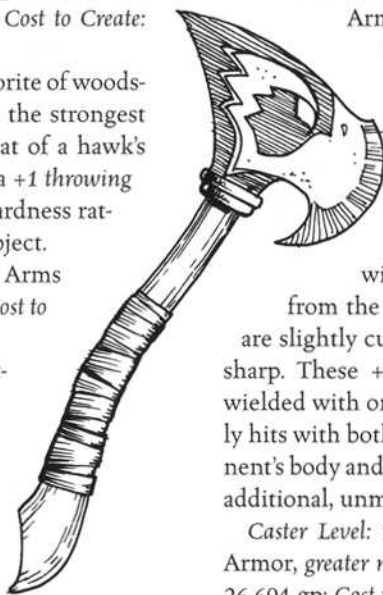 Cost to Create:
orite of woods-
the strongest
at of a hawk's
a +1 throwing
ardness rat-
bject.
Arms
ost to
Arm
wi
from the
are slightly cu
sharp. These +
wielded with or
ly hits with both
nent's body and
additional, unm
Caster Level:
Armor, greater
26,694 gp; Cost